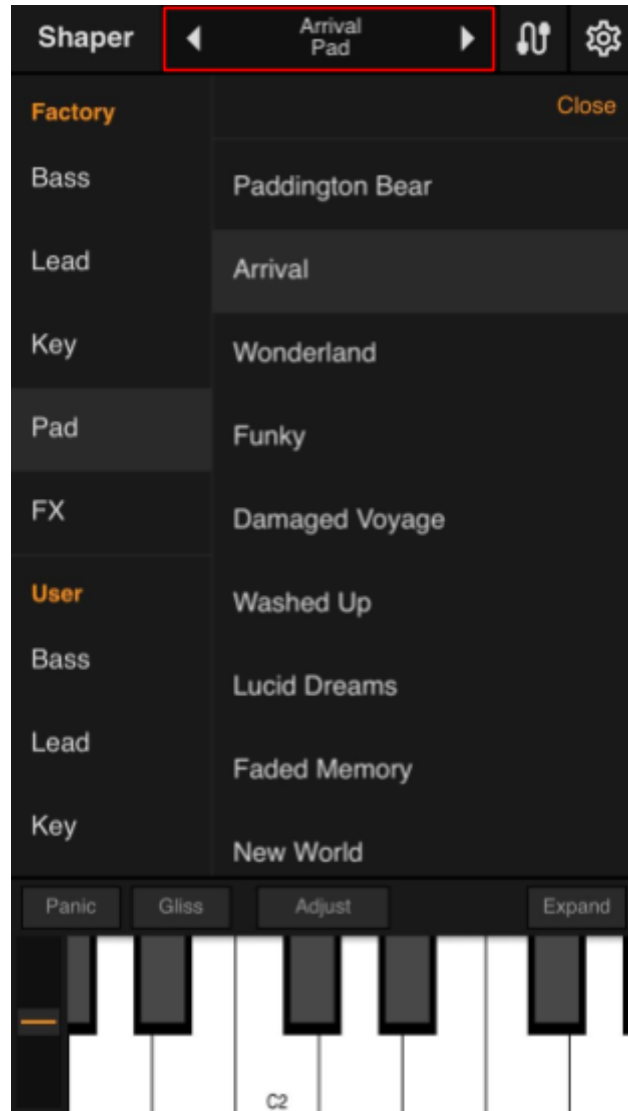 Shaper
Arrival
Pad
Factory
Close
Bass
Paddington Bear
Lead
Arrival
Key
Wonderland
Pad
Funky
FX
Damaged Voyage
User
Washed Up
Bass
Lucid Dreams
Lead
Faded Memory
Key
New World
Panic
Gliss
Adjust
Expand
C2